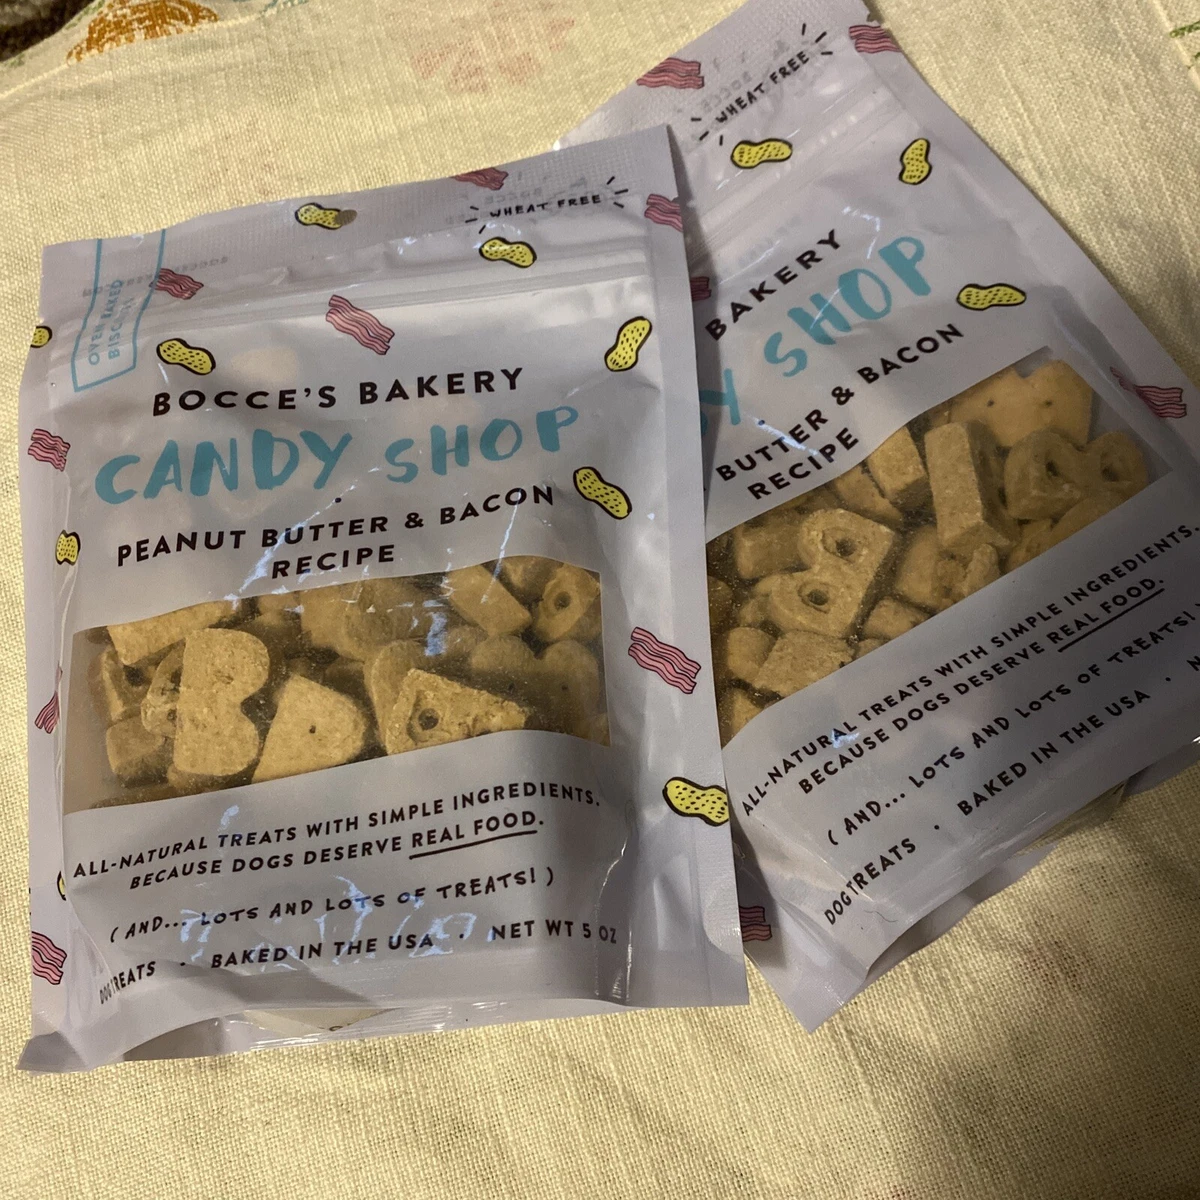 WHEAT FREE
OVEN BAKED
BISCUITS
BOCCE'S BAKERY
CANDY SHOP
PEANUT BUTTER & BACON
RECIPE
ALL-NATURAL TREATS WITH SIMPLE INGREDIENTS.
BECAUSE DOGS DESERVE REAL FOOD.
(AND... LOTS AND LOTS OF TREATS!)
DOG TREATS · BAKED IN THE USA · NET WT 5 OZ
WHEAT FREE
BAKERY
SHOP
BUTTER & BACON
RECIPE
ALL-NATURAL TREATS WITH SIMPLE INGREDIENTS.
BECAUSE DOGS DESERVE REAL FOOD.
(AND... LOTS AND LOTS OF TREATS!
DOG TREATS · BAKED IN THE USA ·